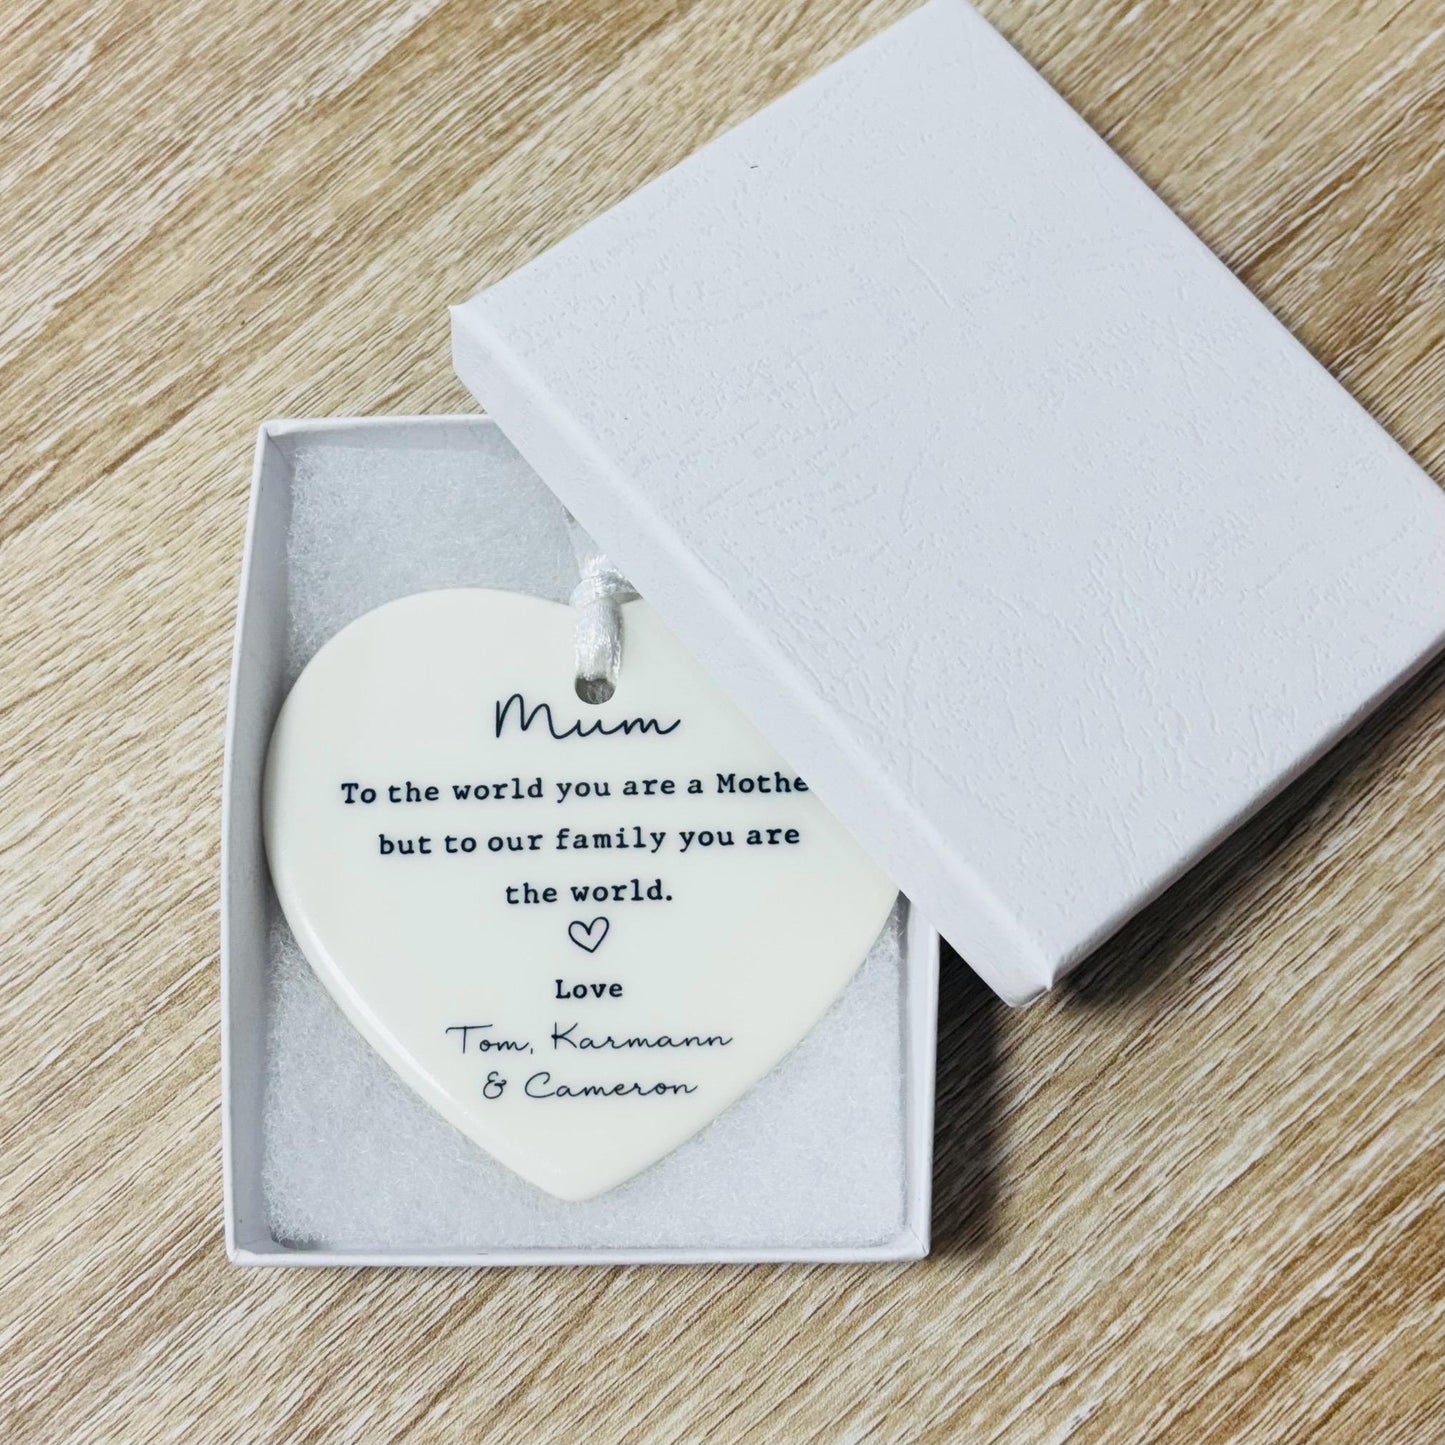 Mum
To the world you are a Mothe
but to our family you are
the world.
Love
Tom, Karmann
& Cameron